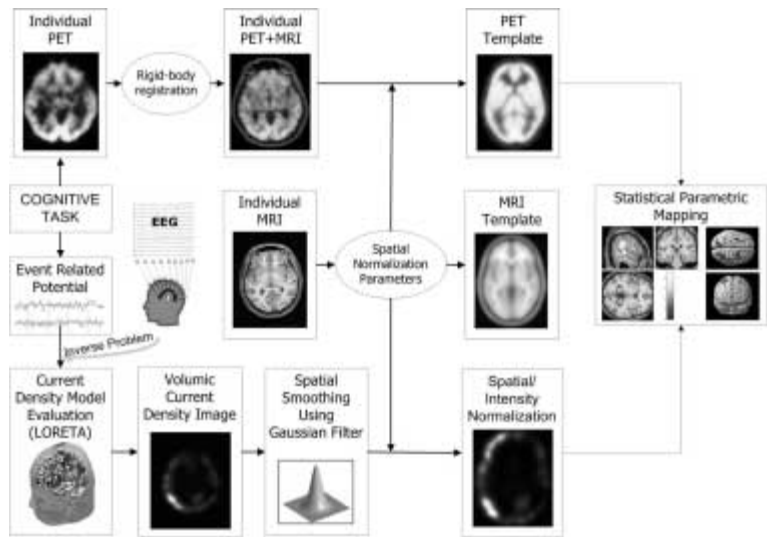 Individual
PET
Rigid-body
registration
Individual
PET+MRI
PET
Template
COGNITIVE
TASK
EEG
Individual
MRI
Spatial
Normalization
Parameters
MRI
Template
Statistical Parametric
Mapping
Event Related
Potential
Inverse Problem
Current
Density Model
Evaluation
(LORETA)
Volumic
Current
Density Image
Spatial
Smoothing
Using
Gaussian Filter
Spatial/
Intensity
Normalization